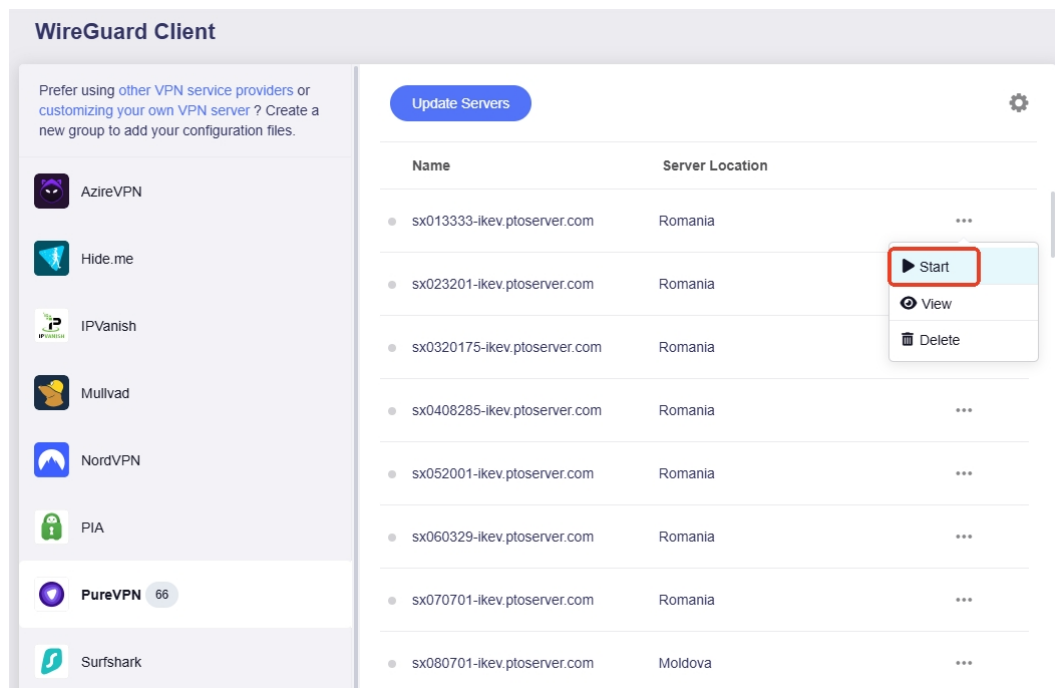 WireGuard Client
Prefer using other VPN service providers or
customizing your own VPN server ? Create a
new group to add your configuration files.
AzireVPN
Hide.me
IPVANISH
IPVanish
Mullvad
NordVPN
PIA
PureVPN 66
Surfshark
Update Servers
Name Server Location
sx013333-ikev.ptoserver.com Romania
Start
View
Delete
sx023201-ikev.ptoserver.com Romania
sx0320175-ikev.ptoserver.com Romania
sx0408285-ikev.ptoserver.com Romania
sx052001-ikev.ptoserver.com Romania
sx060329-ikev.ptoserver.com Romania
sx070701-ikev.ptoserver.com Romania
sx080701-ikev.ptoserver.com Moldova